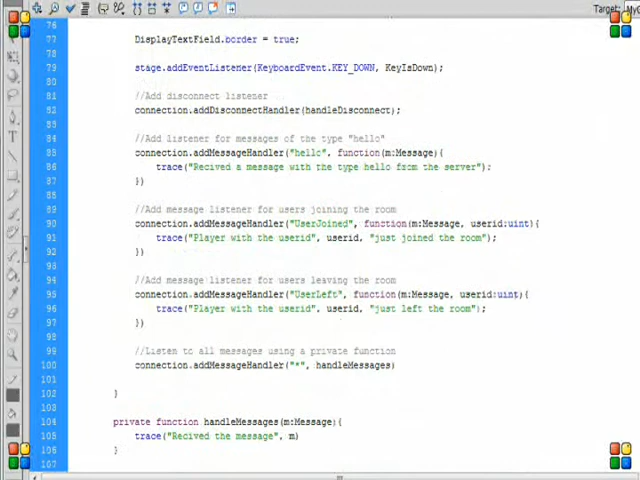 Target: MyG
76
77 DisplayTextField.border = true;
78
79 stage.addEventListener(KeyboardEvent.KEY_DOWN, KeyIsDown);
80
81 //Add disconnect listener
82 connection.addDisconnectHandler(handleDisconnect);
83
84 //Add listener for messages of the type "hello"
85 connection.addMessageHandler("hello", function(m:Message){
86 trace("Recived a message with the type hello from the server");
87 })
88
89 //Add message listener for users joining the room
90 connection.addMessageHandler("UserJoined", function(m:Message, userid:uint){
91 trace("Player with the userid", userid, "just joined the room");
92 })
93
94 //Add message listener for users leaving the room
95 connection.addMessageHandler("UserLeft", function(m:Message, userid:uint){
96 trace("Player with the userid", userid, "just left the room");
97 })
98
99 //Listen to all messages using a private function
100 connection.addMessageHandler("*", handleMessages)
101
102 }
103
104 private function handleMessages(m:Message){
105 trace("Recived the message", m)
106 }
107